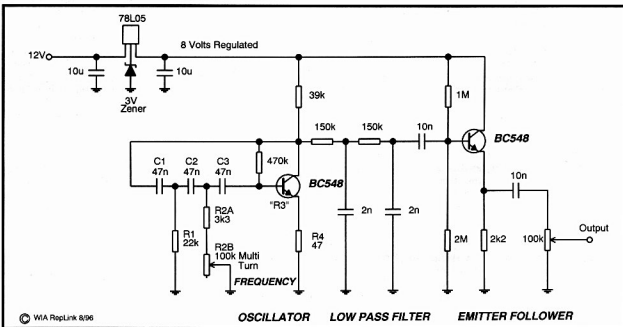 78L05
8 Volts Regulated
12V
10u
10u
3V
Zener
39k
1M
150k
150k
10n
BC548
C1
47n
C2
47n
C3
47n
470k
BC548
"R3"
R2A
3k3
R1
22k
R2B
100k Multi
Turn
FREQUENCY
R4
47
2n
2n
10n
2M
2k2
100k
Output
© WIA RepLink 8/96
OSCILLATOR
LOW PASS FILTER
EMITTER FOLLOWER